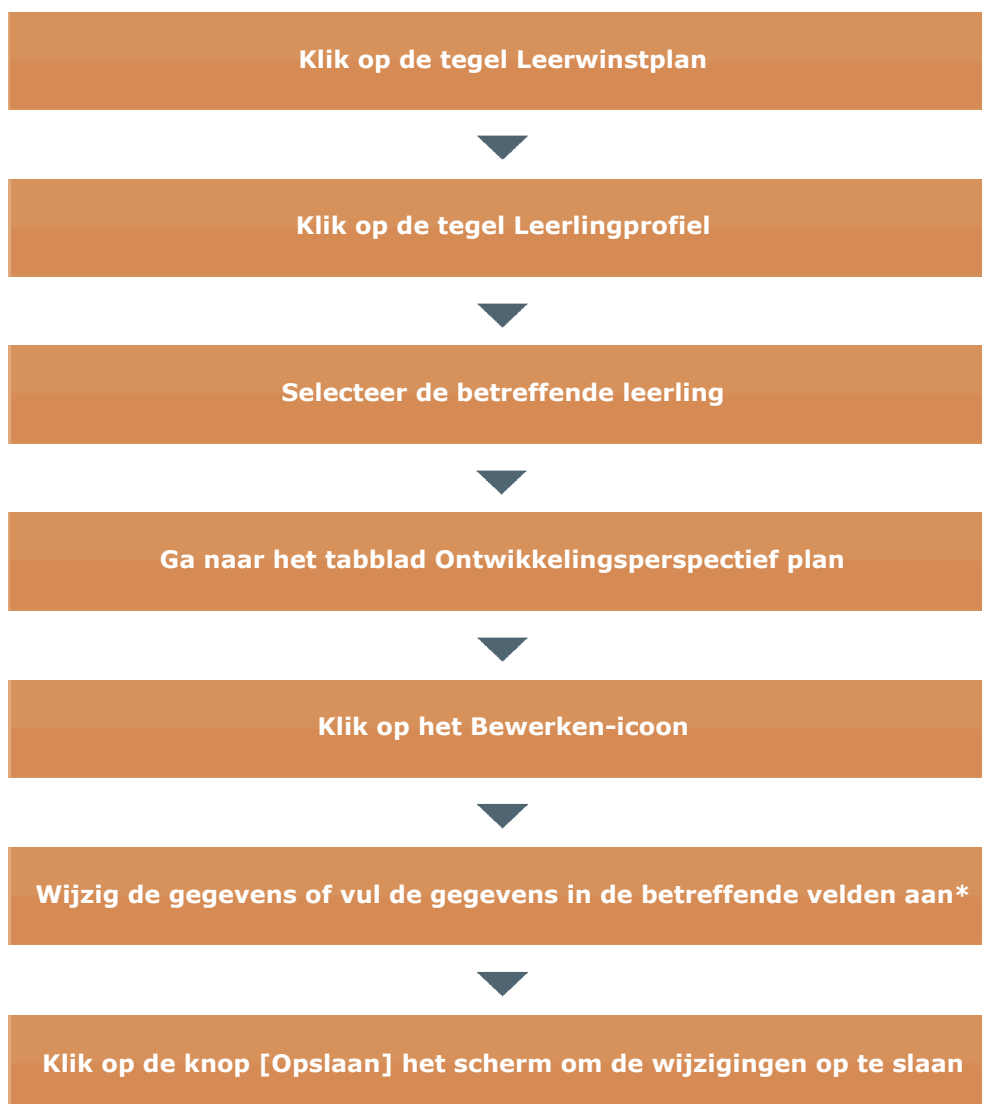 Klik op de tegel Leerwinstplan
Klik op de tegel Leerlingprofiel
Selecteer de betreffende leerling
Ga naar het tabblad Ontwikkelingsperspectief plan
Klik op het Bewerken-icoon
Wijzig de gegevens of vul de gegevens in de betreffende velden aan*
Klik op de knop [Opslaan] het scherm om de wijzigingen op te slaan